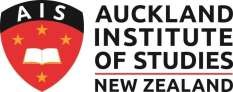 AIS
AUCKLAND
INSTITUTE
OF STUDIES
NEW ZEALAND